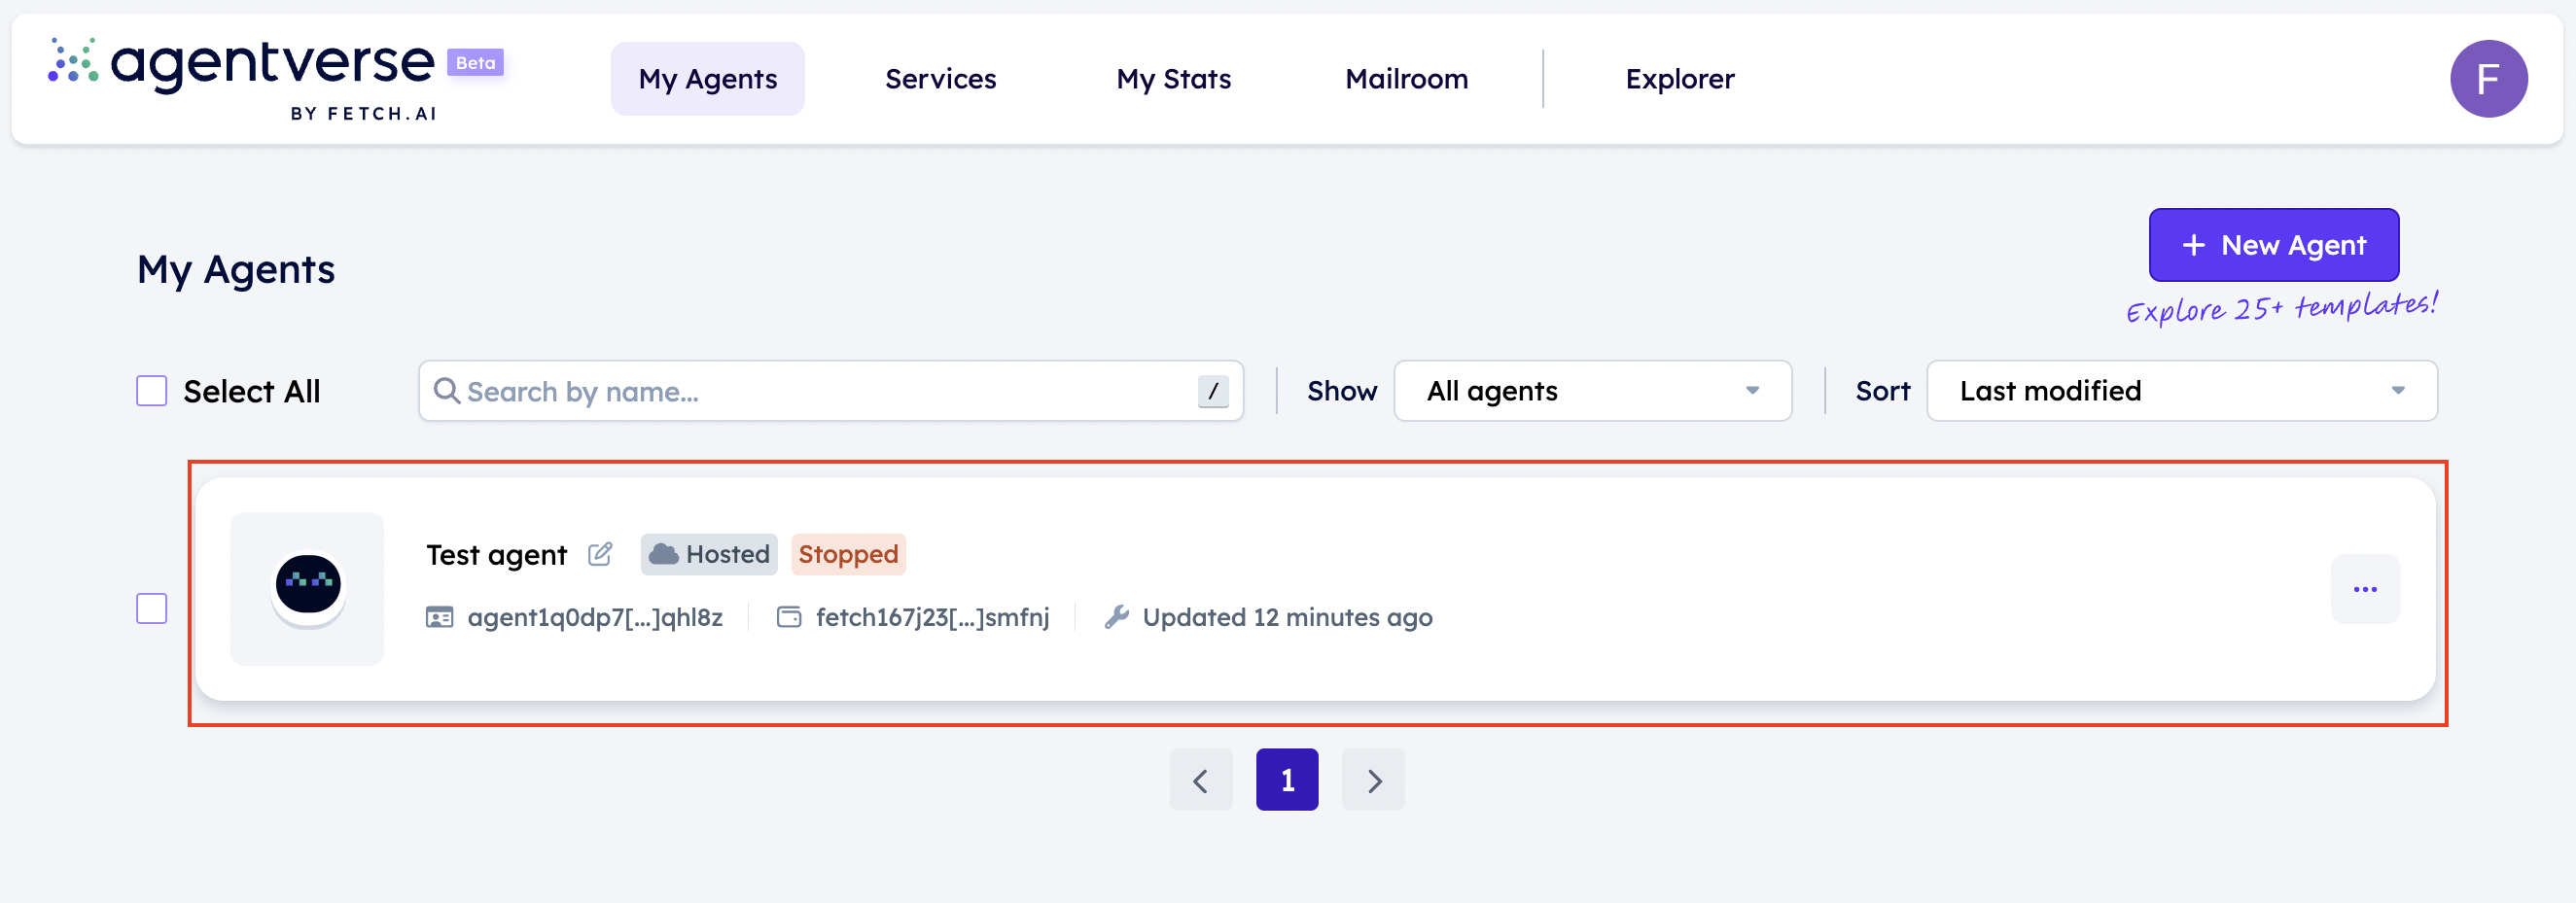 agentverse Beta
BY FETCH.AI
My Agents
Services
My Stats
Mailroom
Explorer
F
My Agents
+ New Agent
Explore 25+ templates!
Select All
Search by name...
/
Show
All agents
Sort
Last modified
Test agent
Hosted
Stopped
agent1q0dp7[...]qhl8z
fetch167j23[...]smfnj
Updated 12 minutes ago
1